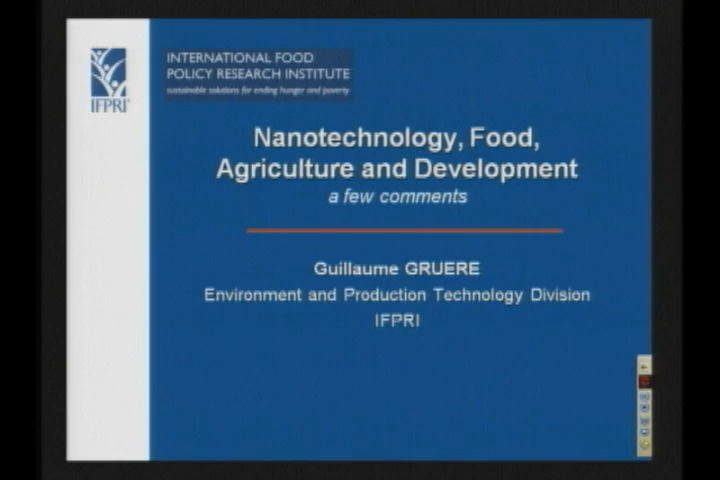 INTERNATIONAL FOOD
POLICY RESEARCH INSTITUTE
sustainable solutions for ending hunger and poverty
IFPRI®
Nanotechnology, Food,
Agriculture and Development
a few comments
Guillaume GRUERE
Environment and Production Technology Division
IFPRI